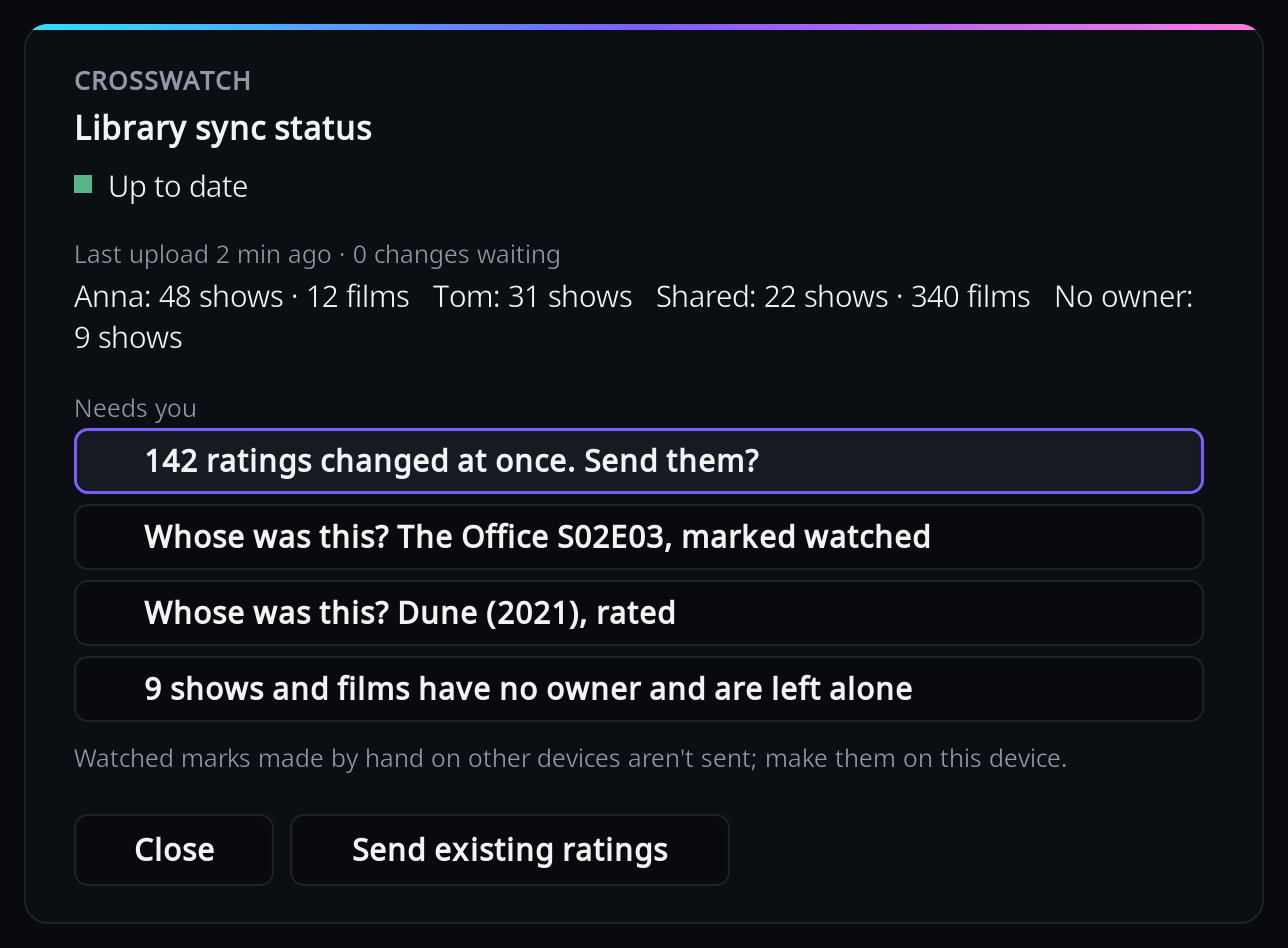 CROSSWATCH
Library sync status
Up to date
Last upload 2 min ago · 0 changes waiting
Anna: 48 shows · 12 films   Tom: 31 shows   Shared: 22 shows · 340 films   No owner:
9 shows
Needs you
142 ratings changed at once. Send them?
Whose was this? The Office S02E03, marked watched
Whose was this? Dune (2021), rated
9 shows and films have no owner and are left alone
Watched marks made by hand on other devices aren't sent; make them on this device.
Close
Send existing ratings